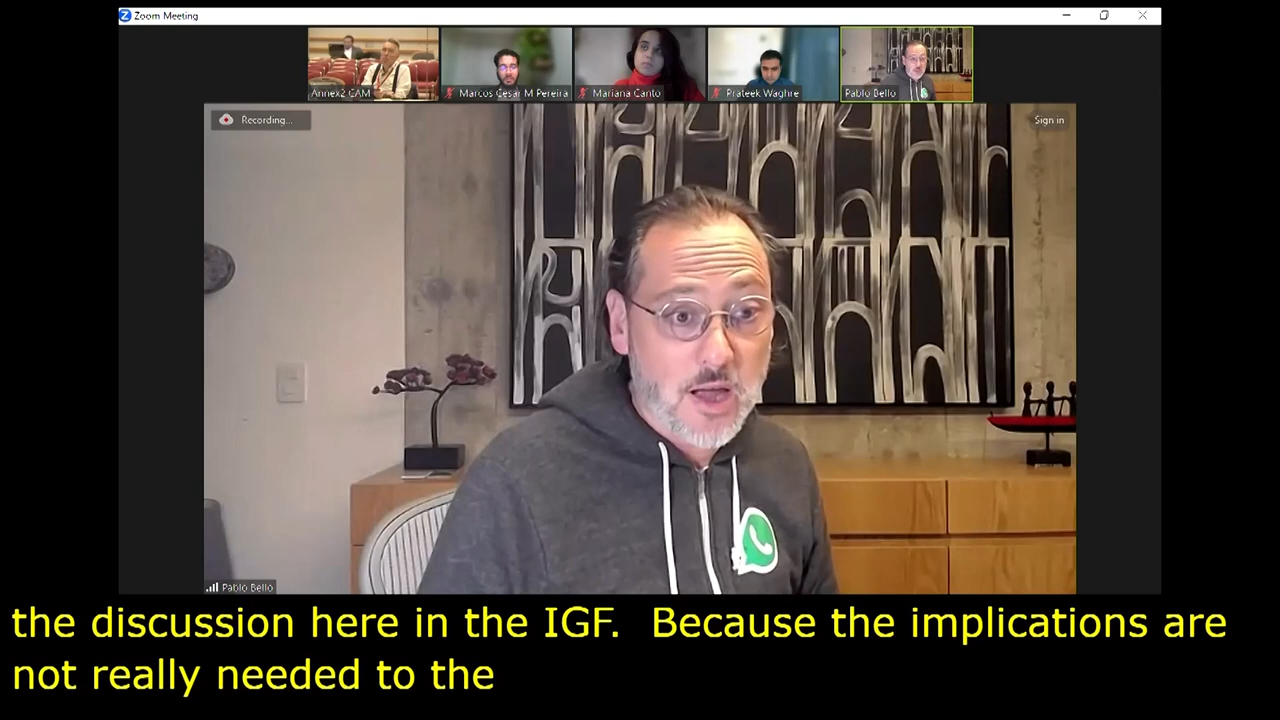 Zoom Meeting
Annex2 CAM
Marcos Cesar M Pereira
Mariana Canto
Prateek Waghre
Pablo Bello
Recording...
Sign in
Pablo Bello
the discussion here in the IGF.  Because the implications are
not really needed to the